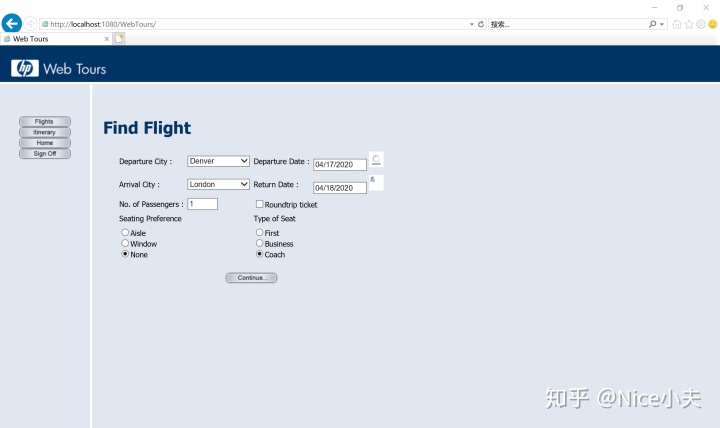 http://localhost:1080/WebTours/
搜索...
Web Tours
hp Web Tours
Flights
Itinerary
Home
Sign Off
Find Flight
Departure City : Denver Departure Date : 04/17/2020
Arrival City : London Return Date : 04/18/2020
No. of Passengers : 1 Roundtrip ticket
Seating Preference Type of Seat
Aisle First
Window Business
None Coach
Continue...
知乎 @Nice小夫